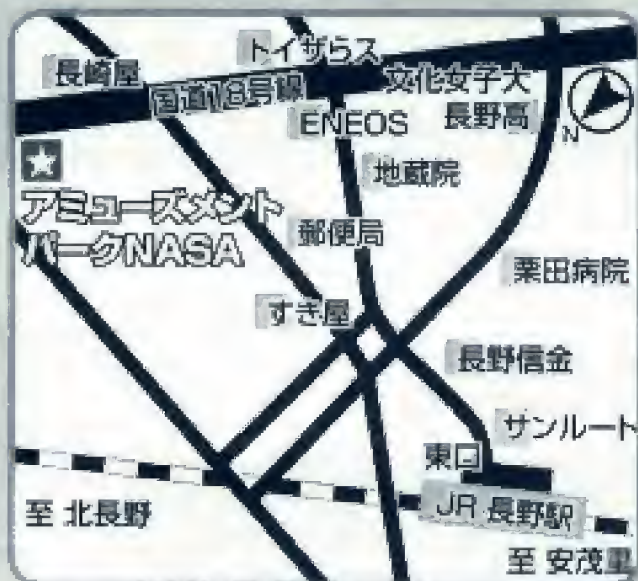 トイザらス
長崎屋
国道18号線
文化女子大
長野高
ENEOS
N
地蔵院
アミューズメント
パークNASA
郵便局
栗田病院
すき屋
長野信金
サンルート
東口
至 北長野
JR 長野駅
至 安茂里